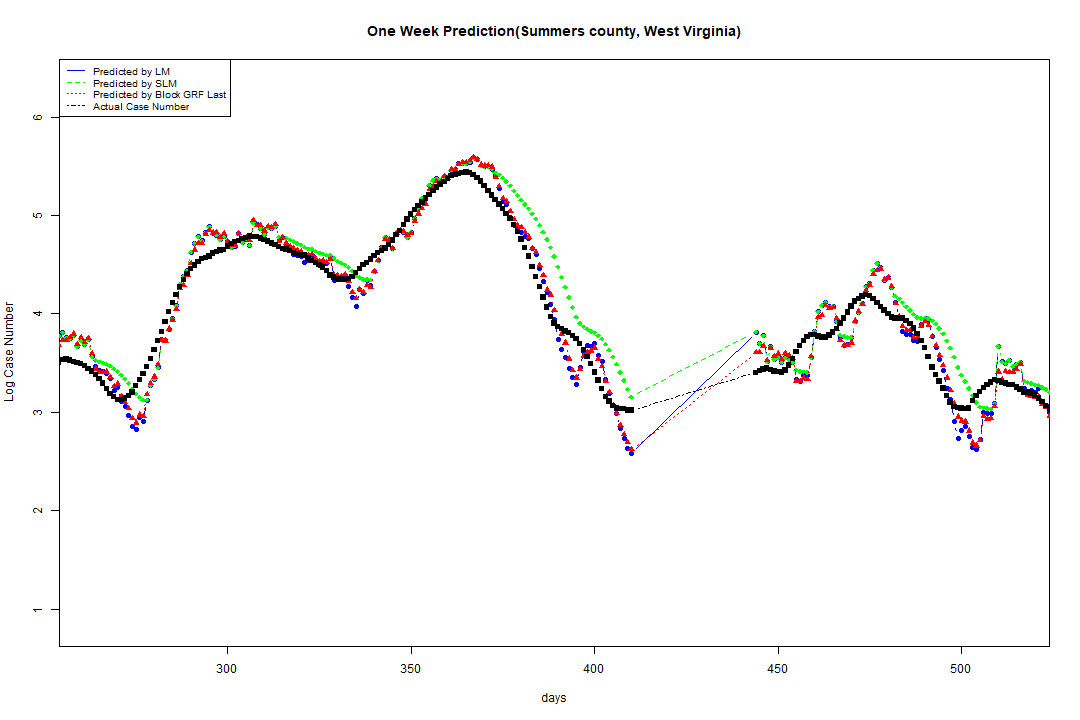 One Week Prediction(Summers county, West Virginia)
Predicted by LM
Predicted by SLM
Predicted by Block GRF Last
Actual Case Number
6
5
4
3
2
1
Log Case Number
300 350 400 450 500
days